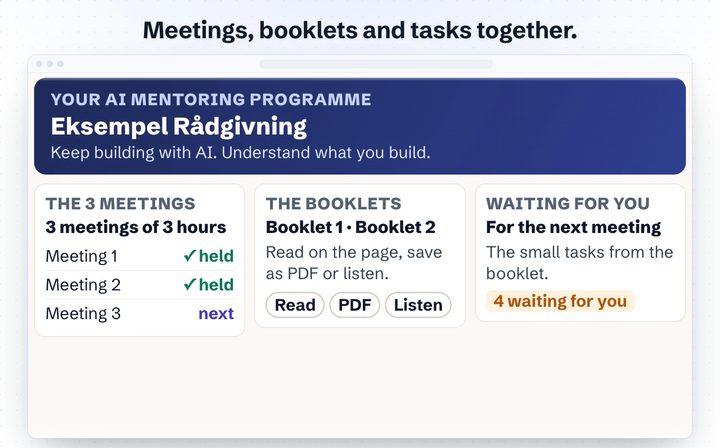 Meetings, booklets and tasks together.
YOUR AI MENTORING PROGRAMME
Eksempel Rådgivning
Keep building with AI. Understand what you build.
THE 3 MEETINGS
3 meetings of 3 hours
Meeting 1 ✓ held
Meeting 2 ✓ held
Meeting 3 next
THE BOOKLETS
Booklet 1 · Booklet 2
Read on the page, save
as PDF or listen.
Read PDF Listen
WAITING FOR YOU
For the next meeting
The small tasks from the
booklet.
4 waiting for you